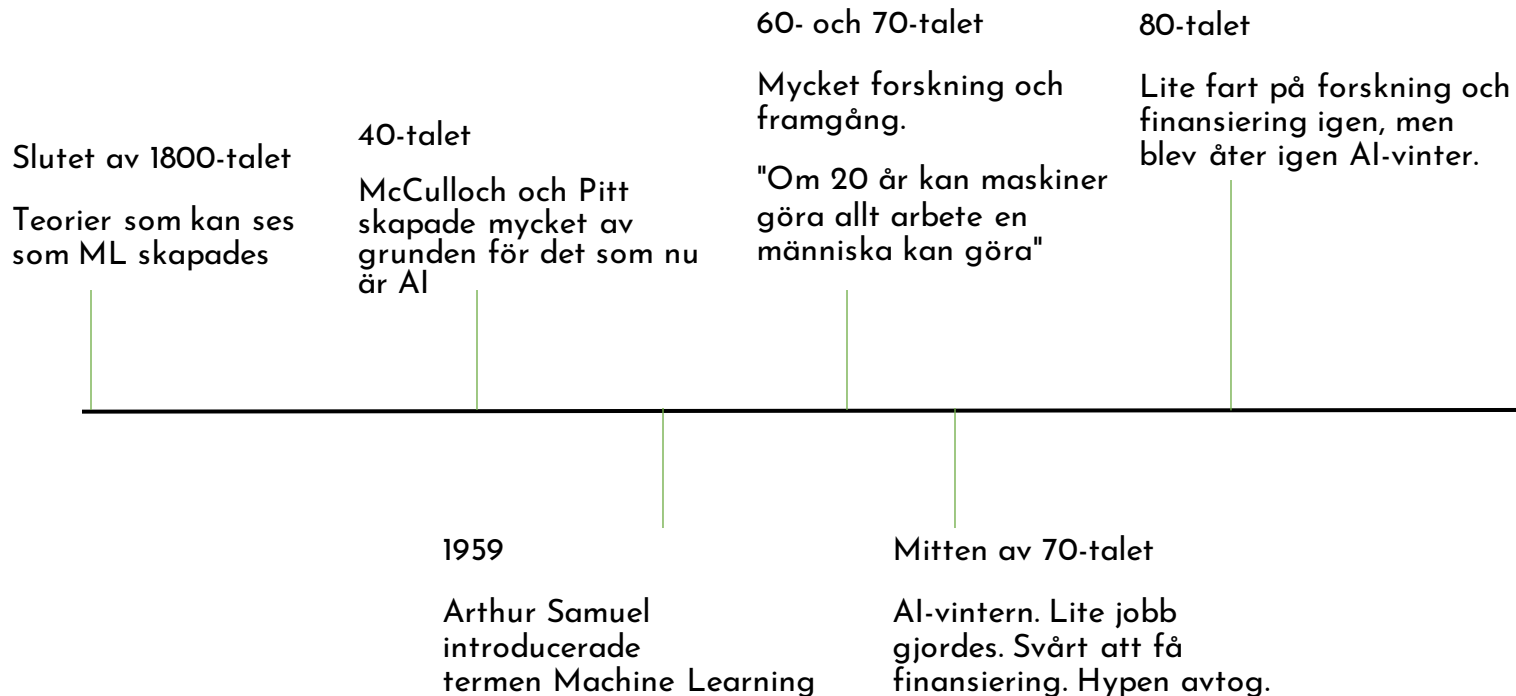 Slutet av 1800-talet
Teorier som kan ses
som ML skapades
40-talet
McCulloch och Pitt
skapade mycket av
grunden för det som nu
är AI
1959
Arthur Samuel
introducerade
termen Machine Learning
60- och 70-talet
Mycket forskning och
framgång.
"Om 20 år kan maskiner
göra allt arbete en
människa kan göra"
Mitten av 70-talet
AI-vintern. Lite jobb
gjordes. Svårt att få
finansiering. Hypen avtog.
80-talet
Lite fart på forskning och
finansiering igen, men
blev åter igen AI-vinter.